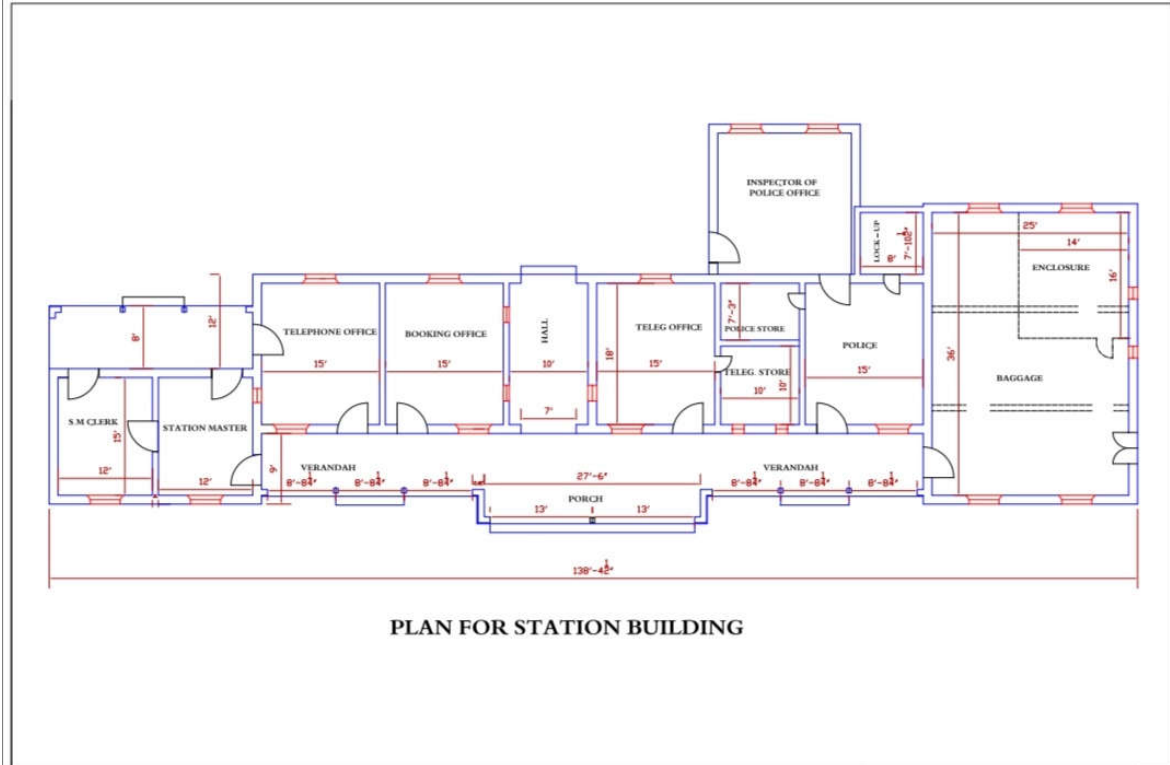 INSPECTOR OF
POLICE OFFICE
LOCK-UP
8'
7'-10½"
25'
14'
ENCLOSURE
16'
36'
BAGGAGE
8'
12'
TELEPHONE OFFICE
15'
BOOKING OFFICE
15'
HALL
10'
7'
TELEG OFFICE
18'
15'
7'-3"
POLICE STORE
TELEG. STORE
10'
10'
POLICE
15'
S M CLERK
15'
12'
STATION MASTER
12'
9'
VERANDAH
8'-8¼"
8'-8¼"
8'-8¼"
27'-6"
PORCH
13'
13'
VERANDAH
8'-8¼"
8'-8¼"
8'-8¼"
138'-4½"
PLAN FOR STATION BUILDING